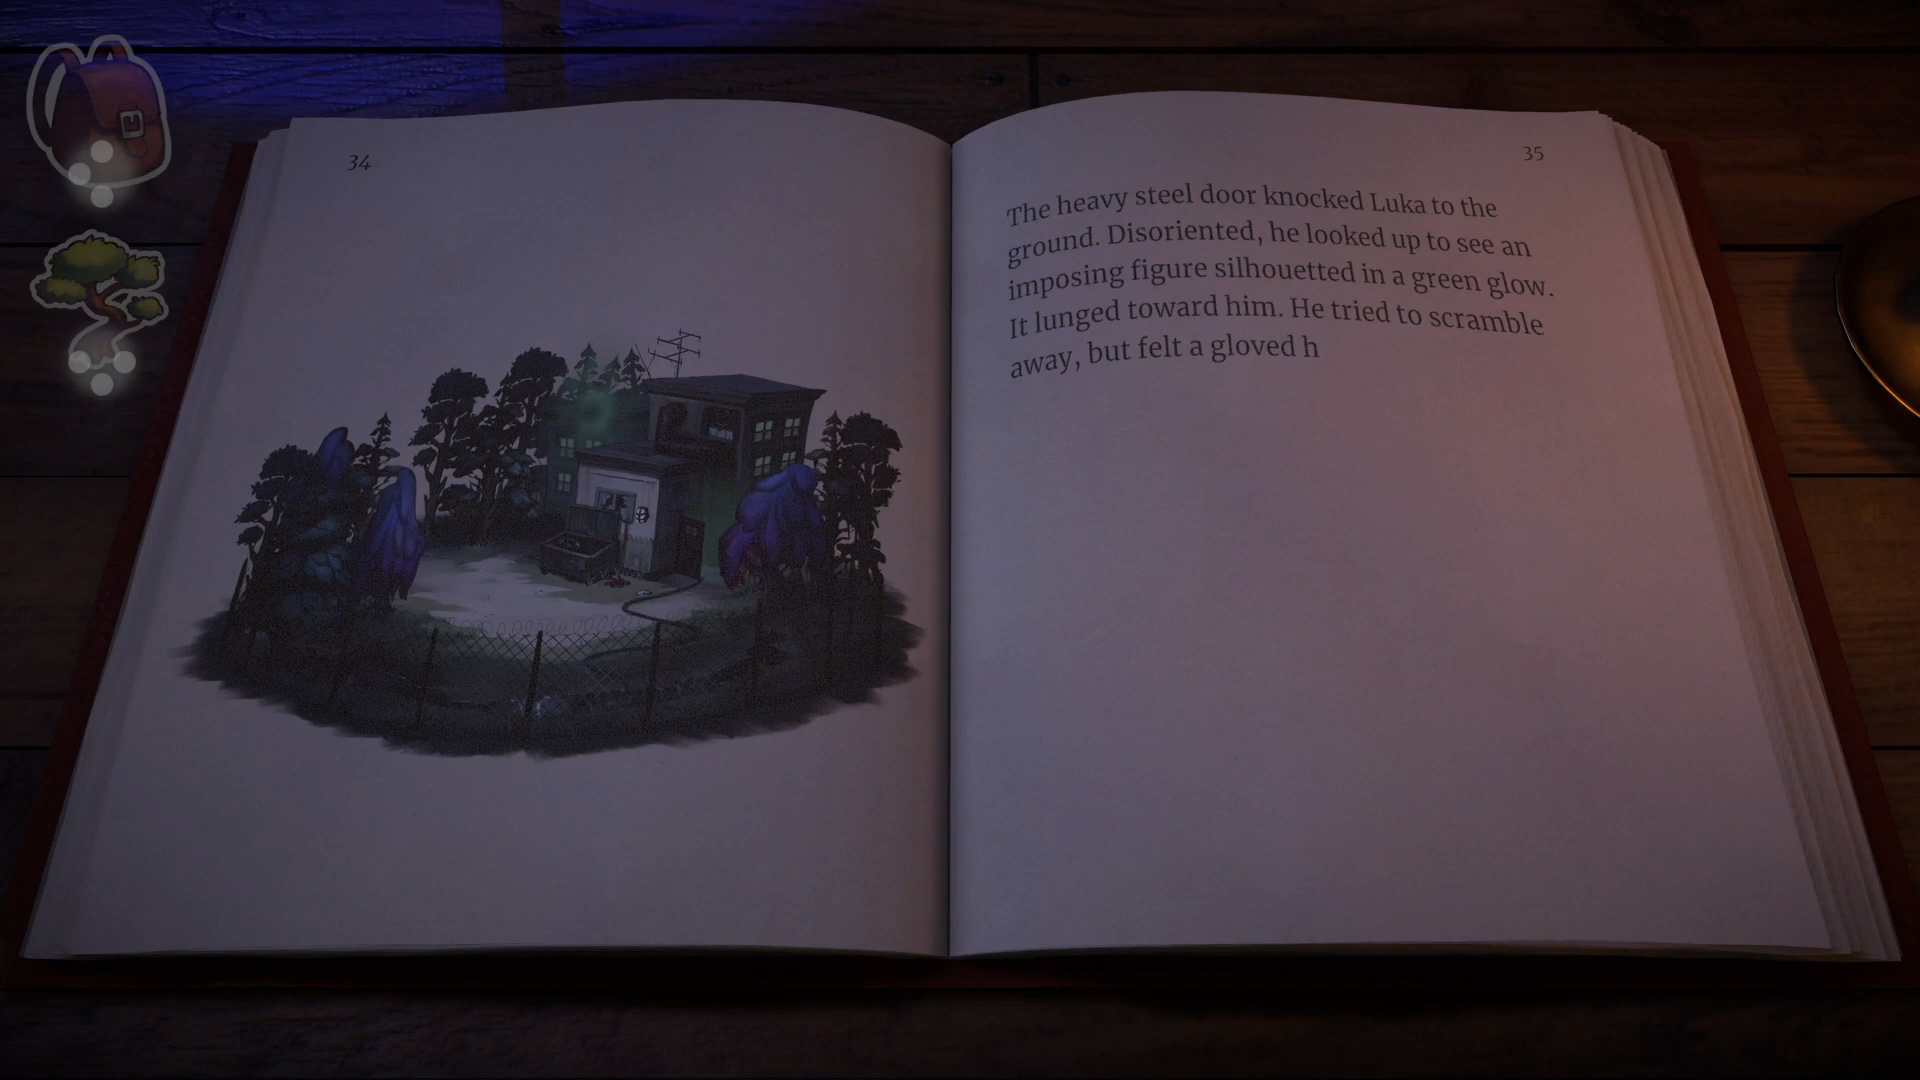 34
35
The heavy steel door knocked Luka to the
ground. Disoriented, he looked up to see an
imposing figure silhouetted in a green glow.
It lunged toward him. He tried to scramble
away, but felt a gloved h